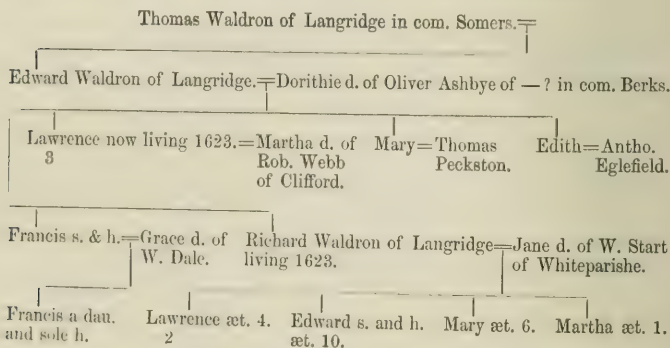 Thomas Waldron of Langridge in com. Somers.
Edward Waldron of Langridge.=Dorithie d. of Oliver Ashbye of —? in com. Berks.
Lawrence now living 1623.=Martha d. of Mary=Thomas Edith=Antho.
3 Rob. Webb Peckston. Eglefield.
of Clifford.
Francis s. & h.=Grace d. of Richard Waldron of Langridge=Jane d. of W. Start
W. Dale. living 1623. of Whiteparishe.
Francis a dau. Lawrence æt. 4. Edward s. and h. Mary æt. 6. Martha æt. 1.
and sole h. 2 æt. 10.